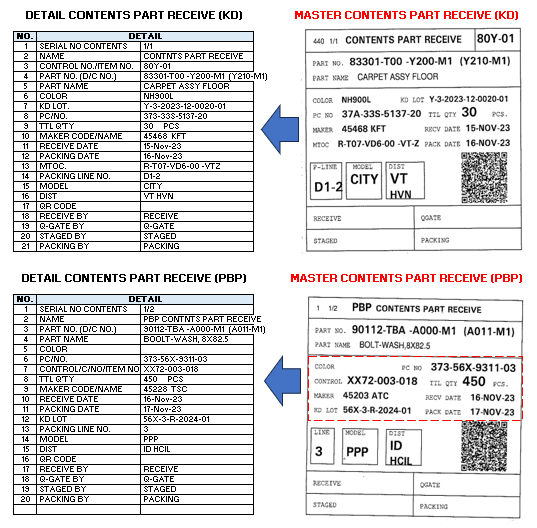 DETAIL CONTENTS PART RECEIVE (KD)
NO. DETAIL
1 SERIAL NO CONTENTS 1/1
2 NAME CONTNTS PART RECEIVE
3 CONTROL NO./ITEM NO. 80Y-01
4 PART NO. (D/C NO.) 83301-T00 -Y200-M1 (Y210-M1)
5 PART NAME CARPET ASSY FLOOR
6 COLOR NH900L
7 KD LOT. Y-3-2023-12-0020-01
8 PC/NO. 373-33S-5137-20
9 TTL Q'TY 30 PCS
10 MAKER CODE/NAME 45468 KFT
11 RECEIVE DATE 15-Nov-23
12 PACKING DATE 16-Nov-23
13 MTOC. R-T07-VD6-00 -VTZ
14 PACKING LINE NO. D1-2
15 MODEL CITY
16 DIST VT HVN
17 QR CODE
18 RECEIVE BY RECEIVE
19 Q-GATE BY Q-GATE
20 STAGED BY STAGED
21 PACKING BY PACKING
MASTER CONTENTS PART RECEIVE (KD)
440 1/1 CONTENTS PART RECEIVE 80Y-01
PART NO. 83301-T00 -Y200-M1 (Y210-M1)
PART NAME CARPET ASSY FLOOR
COLOR NH900L KD LOT Y-3-2023-12-0020-01
PC NO 37A-33S-5137-20 TTL QTY 30 PCS.
MAKER 45468 KFT RECV DATE 15-NOV-23
MTOC R-T07-VD6-00 -VTZ PACK DATE 16-NOV-23
P-LINE MODEL DIST
D1-2 CITY VT
HVN
RECEIVE QGATE
STAGED PACKING
DETAIL CONTENTS PART RECEIVE (PBP)
NO. DETAIL
1 SERIAL NO CONTENTS 1/2
2 NAME PBP CONTNTS PART RECEIVE
3 PART NO. (D/C NO.) 90112-TBA -A000-M1 (A011-M1)
4 PART NAME BOOLT-WASH, 8X82.5
5 COLOR
6 PC/NO. 373-56X-9311-03
7 CONTROL/C/NO/ITEM NO XX72-003-018
8 TTL Q'TY 450 PCS
9 MAKER CODE/NAME 45228 TSC
10 RECEIVE DATE 16-Nov-23
11 PACKING DATE 17-Nov-23
12 KD LOT 56X-3-R-2024-01
13 PACKING LINE NO. 3
14 MODEL PPP
15 DIST ID HCIL
16 QR CODE
17 RECEIVE BY RECEIVE
18 Q-GATE BY Q-GATE
19 STAGED BY STAGED
20 PACKING BY PACKING
MASTER CONTENTS PART RECEIVE (PBP)
1 1/2 PBP CONTENTS PART RECEIVE
PART NO. 90112-TBA -A000-M1 (A011-M1)
PART NAME BOLT-WASH,8X82.5
COLOR PC NO 373-56X-9311-03
CONTROL XX72-003-018 TTL QTY 450 PCS.
MAKER 45203 ATC RECV DATE 16-NOV-23
KD LOT 56X-3-R-2024-01 PACK DATE 17-NOV-23
LINE MODEL DIST
3 PPP ID
HCIL
RECEIVE QGATE
STAGED PACKING